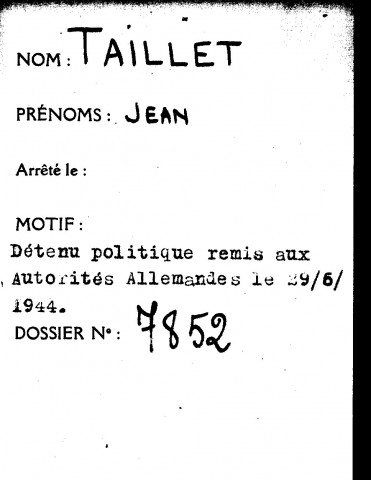 NOM : TAILLET
PRÉNOMS : JEAN
Arrêté le :
MOTIF :
Détenu politique remis aux
Autorités Allemandes le 29/6/
1944.
DOSSIER N° : 7852